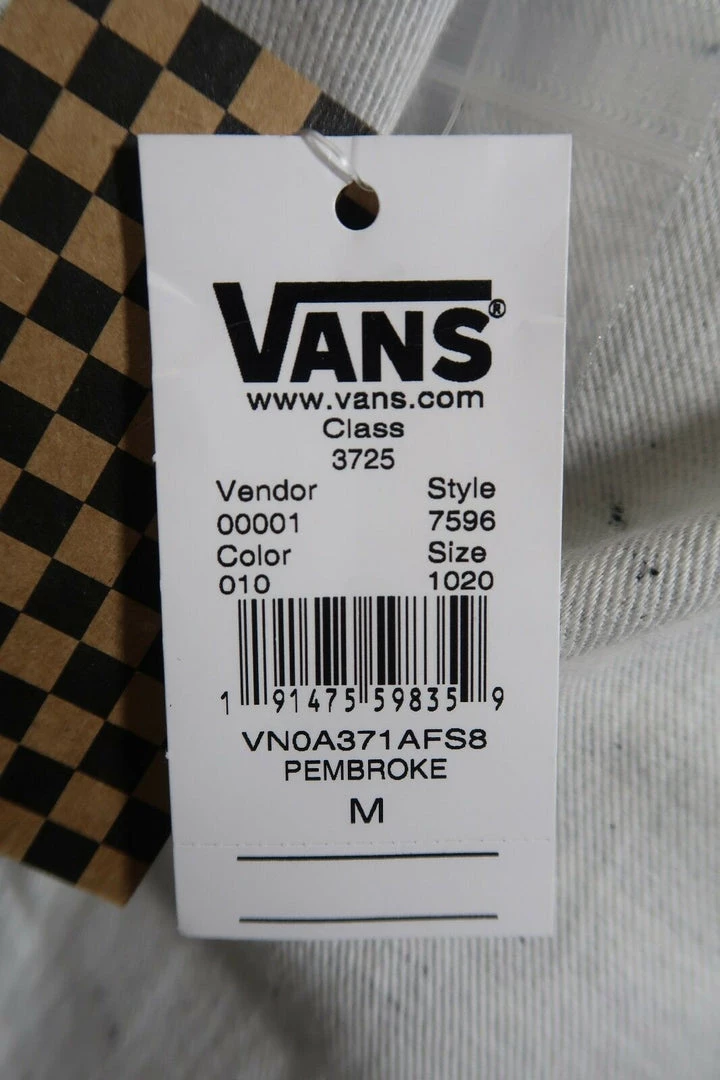 VANS®
www.vans.com
Class
3725
Vendor Style
00001 7596
Color Size
010 1020
1 91475 59835 9
VN0A371AFS8
PEMBROKE
M